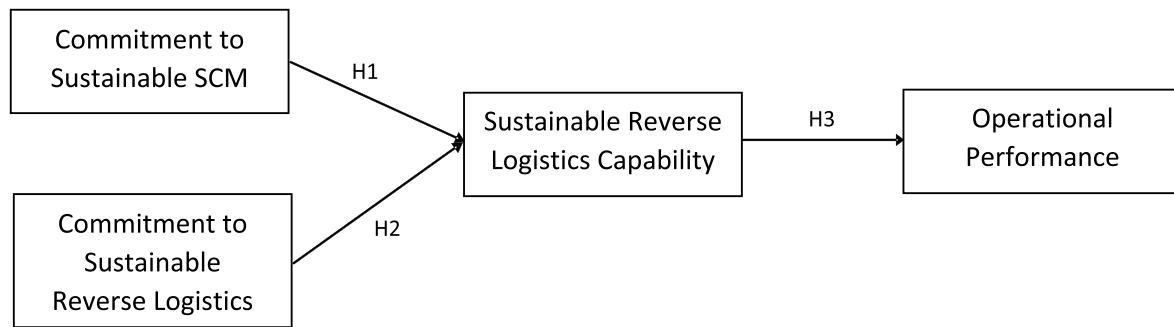 Commitment to
Sustainable SCM
H1
Sustainable Reverse
Logistics Capability
H3
Operational
Performance
Commitment to
Sustainable
Reverse Logistics
H2